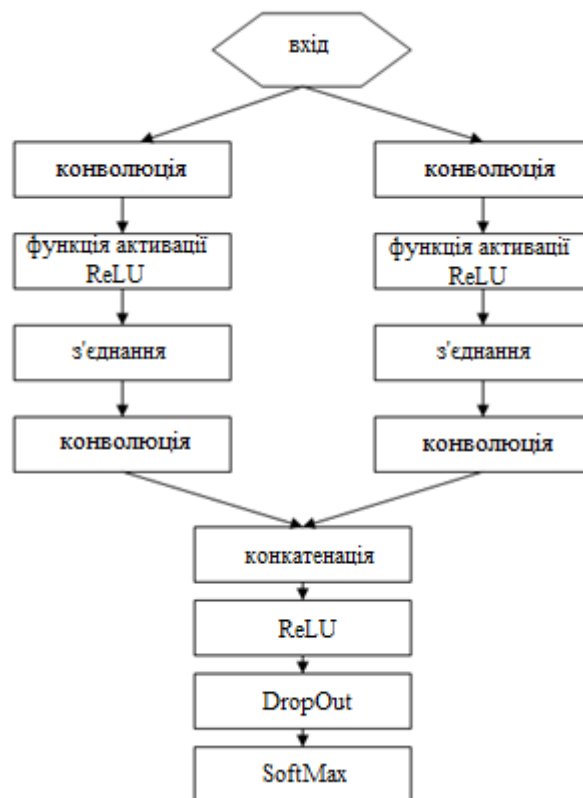 вхід
конволюція
конволюція
функція активації
ReLU
функція активації
ReLU
з'єднання
з'єднання
конволюція
конволюція
конкатенація
ReLU
DropOut
SoftMax